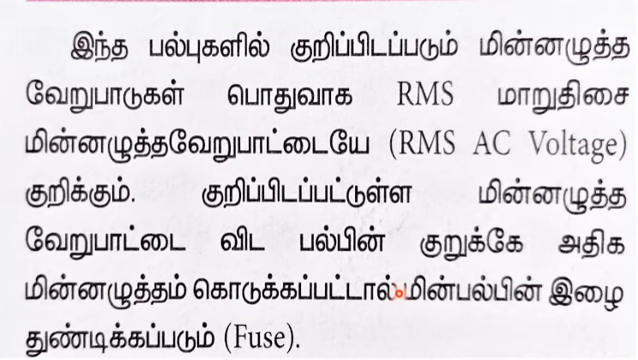 இந்த பல்புகளில் குறிப்பிடப்படும் மின்னழுத்த
வேறுபாடுகள் பொதுவாக RMS மாறுதிசை
மின்னழுத்தவேறுபாட்டையே (RMS AC Voltage)
குறிக்கும். குறிப்பிடப்பட்டுள்ள மின்னழுத்த
வேறுபாட்டை விட பல்பின் குறுக்கே அதிக
மின்னழுத்தம் கொடுக்கப்பட்டால் மின்பல்பின் இழை
துண்டிக்கப்படும் (Fuse).